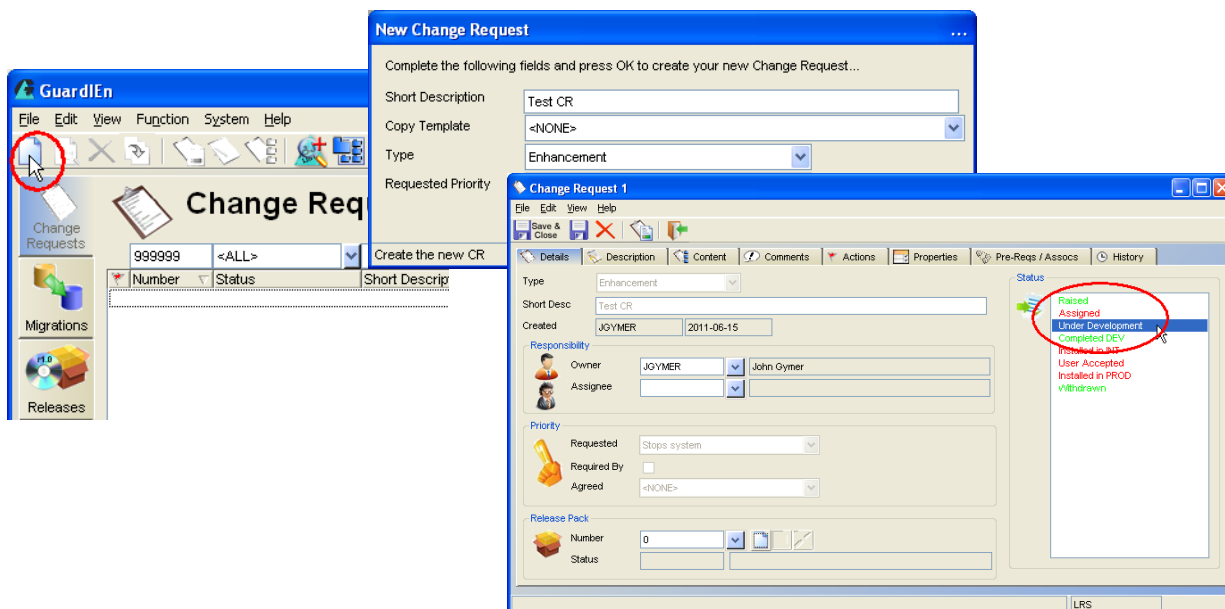 New Change Request
...
Complete the following fields and press OK to create your new Change Request...
Short Description
Test CR
Copy Template
<NONE>
Type
Enhancement
Requested Priority
Create the new CR
GuardIEn
File Edit View Function System Help
Change Req
Change
Requests
999999 <ALL>
Number Status Short Descrip
Migrations
Releases
Change Request 1
File Edit View Help
Save &
Close
Details Description Content Comments Actions Properties Pre-Reqs / Assocs History
Type Enhancement
Short Desc Test CR
Created JGYMER 2011-06-15
Responsibility
Owner JGYMER John Gymer
Assignee
Priority
Requested Stops system
Required By
Agreed <NONE>
Release Pack
Number 0
Status
Status
Raised
Assigned
Under Development
Completed DEV
Installed in INT
User Accepted
Installed in PROD
Withdrawn
LRS